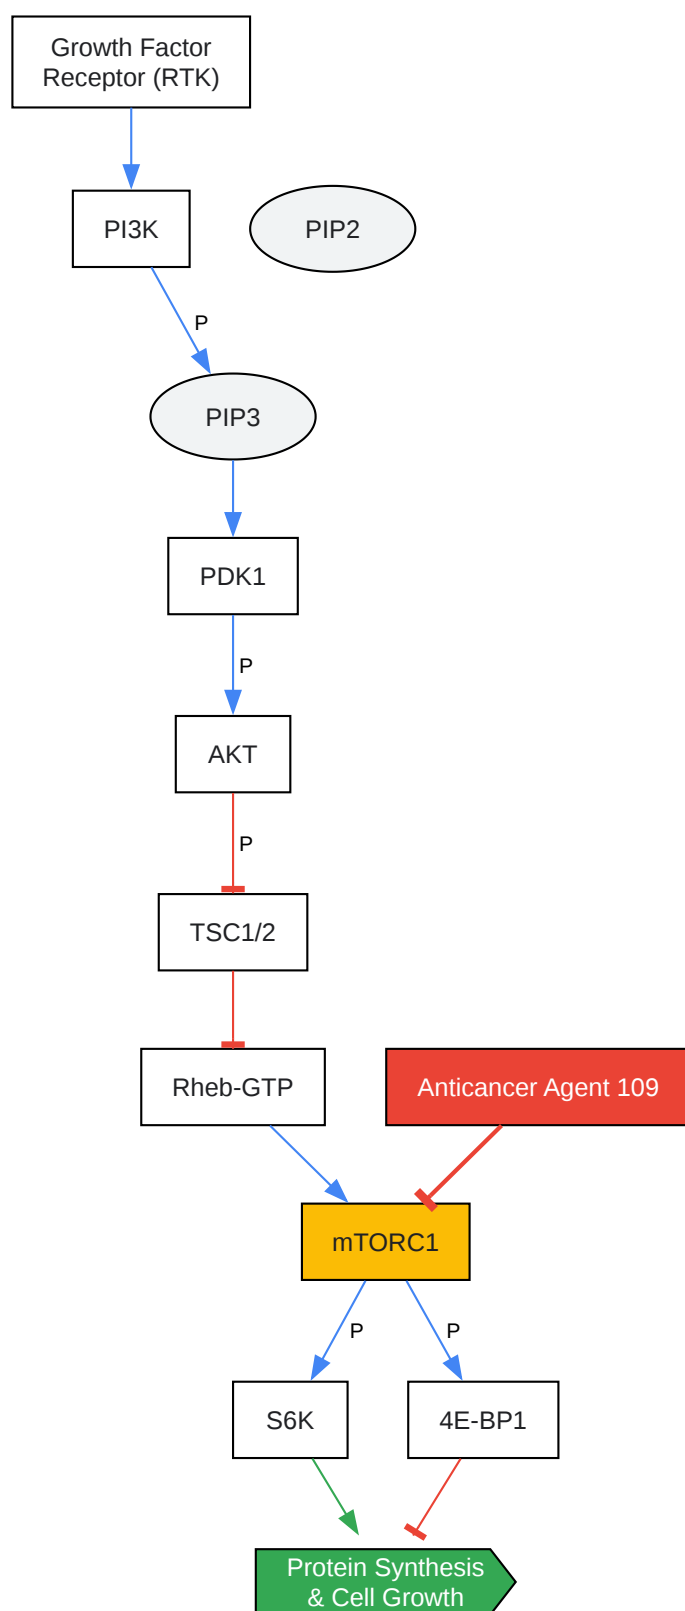 Growth Factor
Receptor (RTK)
PI3K
PIP2
P
PIP3
PDK1
P
AKT
P
TSC1/2
Rheb-GTP
Anticancer Agent 109
mTORC1
P
P
S6K
4E-BP1
Protein Synthesis
& Cell Growth